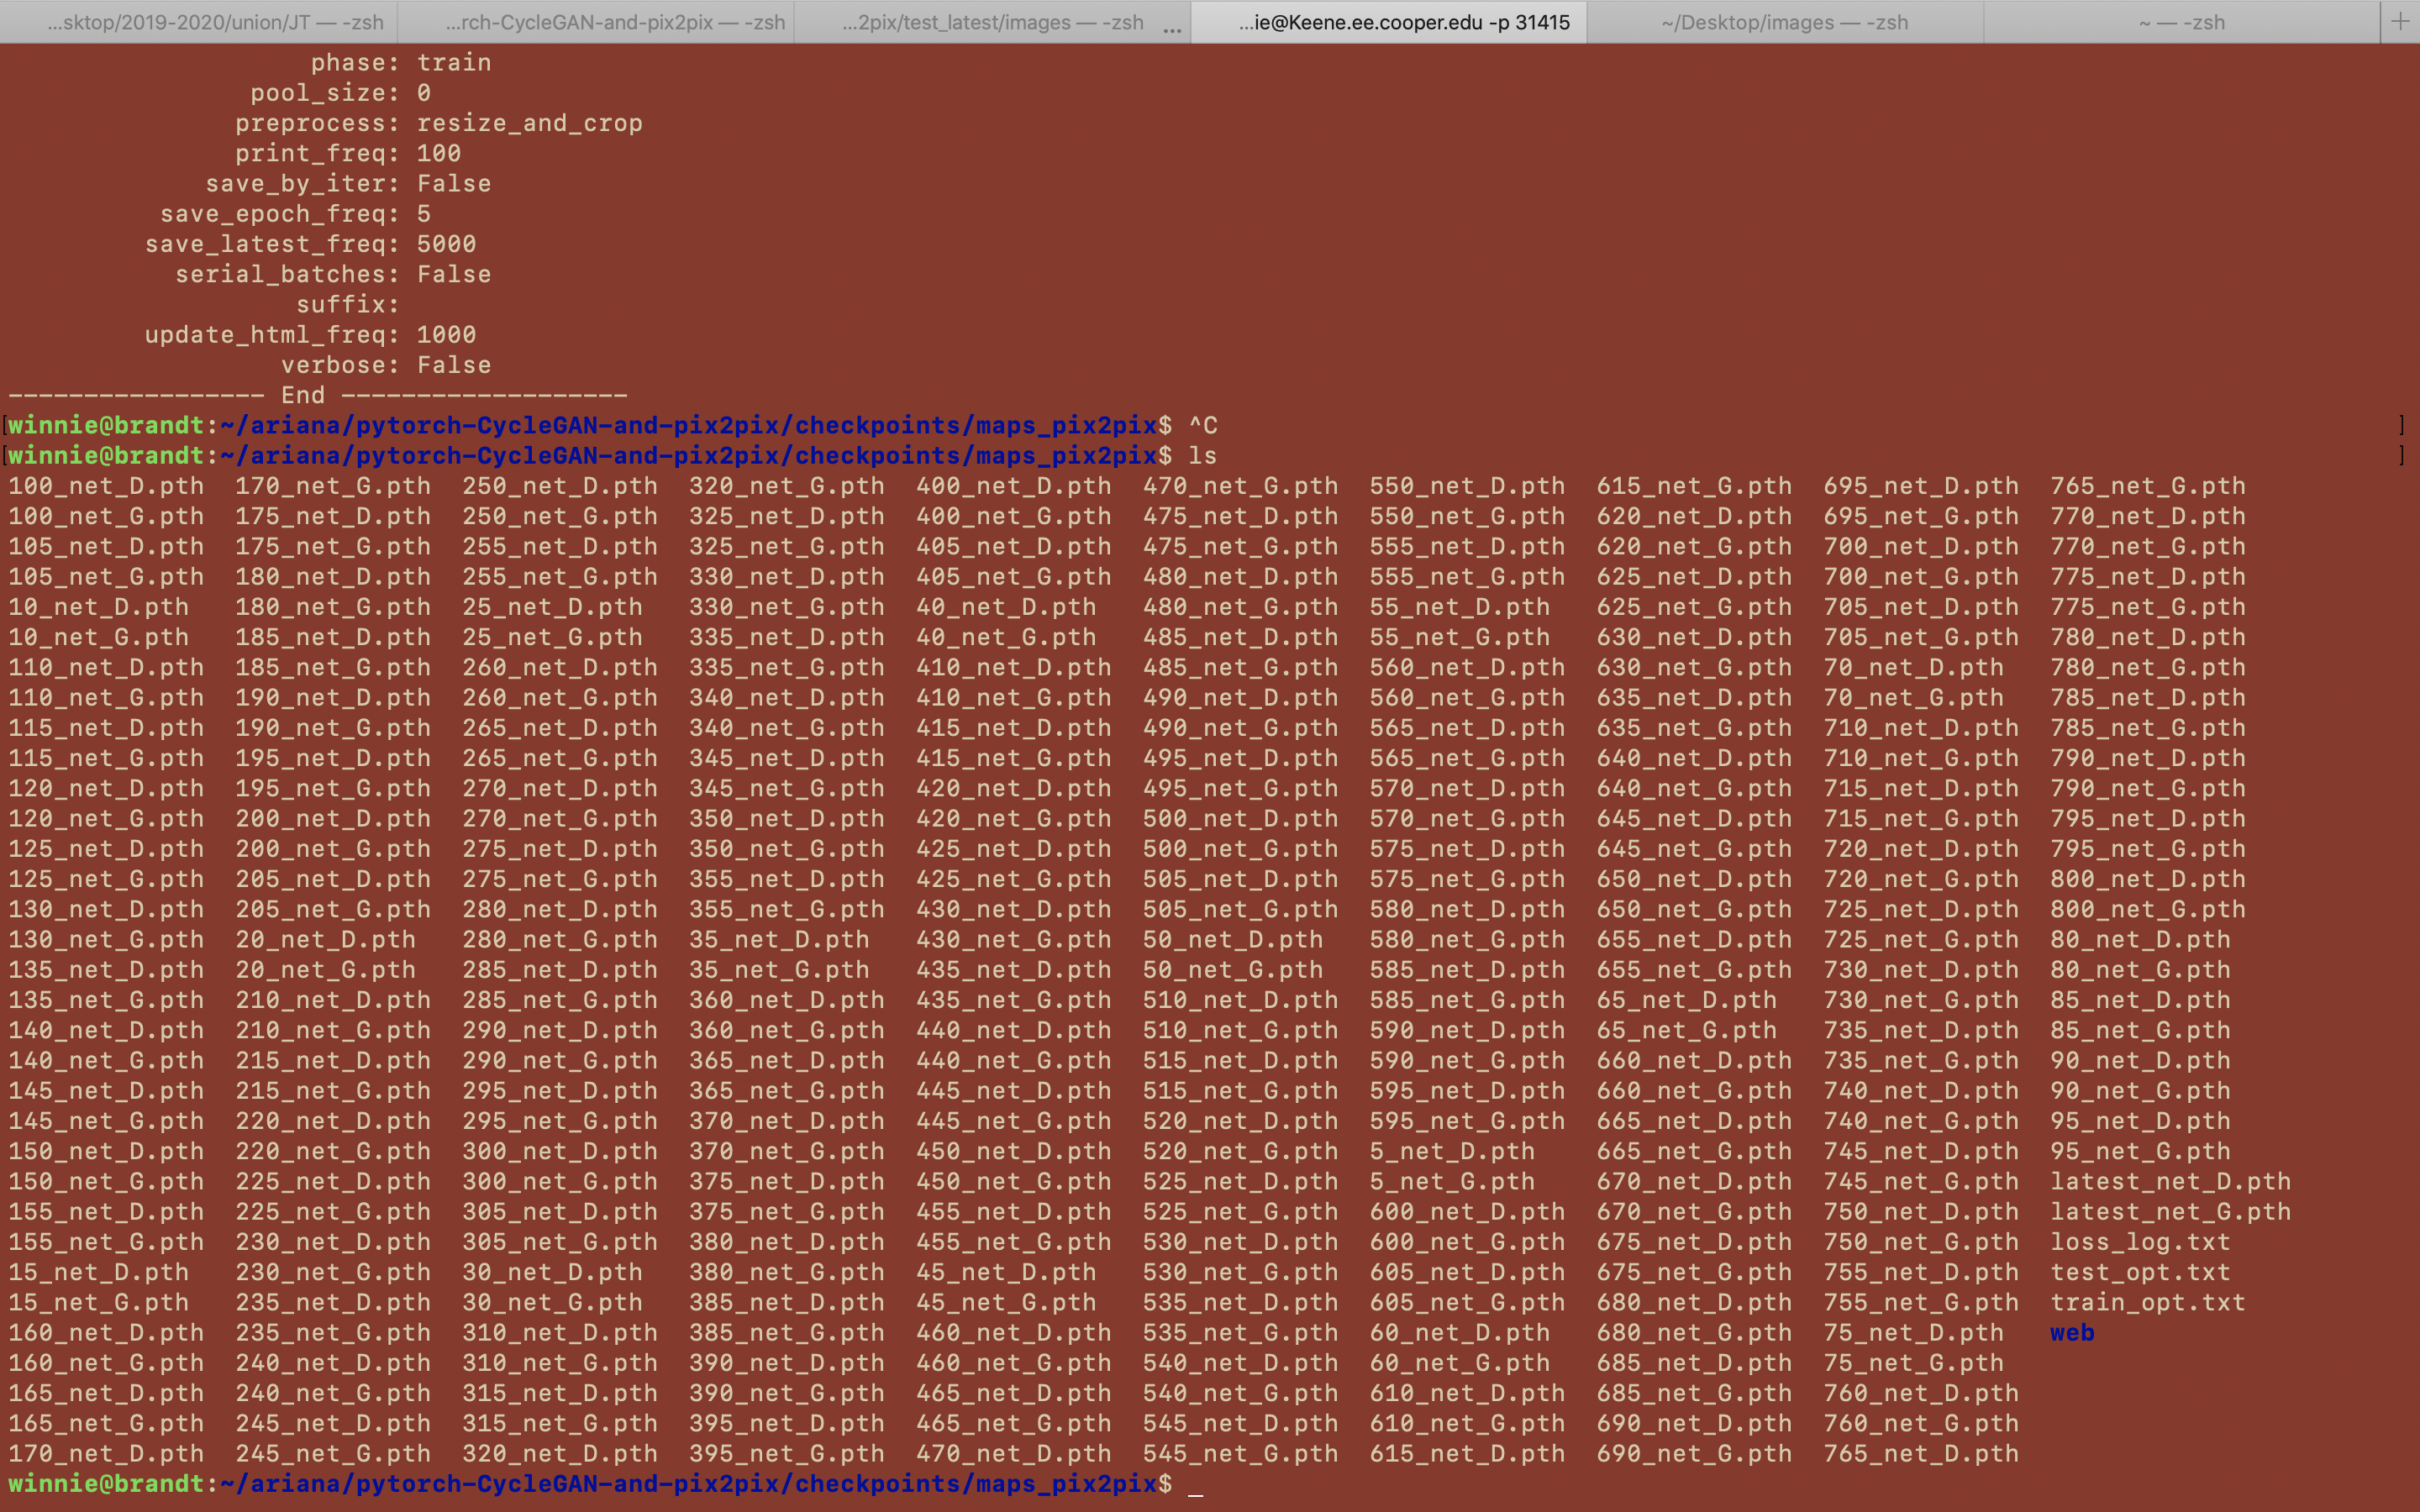 ...sktop/2019-2020/union/JT — -zsh ...rch-CycleGAN-and-pix2pix — -zsh ...2pix/test_latest/images — -zsh ... ...ie@Keene.ee.cooper.edu -p 31415 ~/Desktop/images — -zsh ~ — -zsh +
phase: train
pool_size: 0
preprocess: resize_and_crop
print_freq: 100
save_by_iter: False
save_epoch_freq: 5
save_latest_freq: 5000
serial_batches: False
suffix:
update_html_freq: 1000
verbose: False
----------------- End -------------------
[winnie@brandt:~/ariana/pytorch-CycleGAN-and-pix2pix/checkpoints/maps_pix2pix$ ^C ]
[winnie@brandt:~/ariana/pytorch-CycleGAN-and-pix2pix/checkpoints/maps_pix2pix$ ls ]
100_net_D.pth 170_net_G.pth 250_net_D.pth 320_net_G.pth 400_net_D.pth 470_net_G.pth 550_net_D.pth 615_net_G.pth 695_net_D.pth 765_net_G.pth
100_net_G.pth 175_net_D.pth 250_net_G.pth 325_net_D.pth 400_net_G.pth 475_net_D.pth 550_net_G.pth 620_net_D.pth 695_net_G.pth 770_net_D.pth
105_net_D.pth 175_net_G.pth 255_net_D.pth 325_net_G.pth 405_net_D.pth 475_net_G.pth 555_net_D.pth 620_net_G.pth 700_net_D.pth 770_net_G.pth
105_net_G.pth 180_net_D.pth 255_net_G.pth 330_net_D.pth 405_net_G.pth 480_net_D.pth 555_net_G.pth 625_net_D.pth 700_net_G.pth 775_net_D.pth
10_net_D.pth 180_net_G.pth 25_net_D.pth 330_net_G.pth 40_net_D.pth 480_net_G.pth 55_net_D.pth 625_net_G.pth 705_net_D.pth 775_net_G.pth
10_net_G.pth 185_net_D.pth 25_net_G.pth 335_net_D.pth 40_net_G.pth 485_net_D.pth 55_net_G.pth 630_net_D.pth 705_net_G.pth 780_net_D.pth
110_net_D.pth 185_net_G.pth 260_net_D.pth 335_net_G.pth 410_net_D.pth 485_net_G.pth 560_net_D.pth 630_net_G.pth 70_net_D.pth 780_net_G.pth
110_net_G.pth 190_net_D.pth 260_net_G.pth 340_net_D.pth 410_net_G.pth 490_net_D.pth 560_net_G.pth 635_net_D.pth 70_net_G.pth 785_net_D.pth
115_net_D.pth 190_net_G.pth 265_net_D.pth 340_net_G.pth 415_net_D.pth 490_net_G.pth 565_net_D.pth 635_net_G.pth 710_net_D.pth 785_net_G.pth
115_net_G.pth 195_net_D.pth 265_net_G.pth 345_net_D.pth 415_net_G.pth 495_net_D.pth 565_net_G.pth 640_net_D.pth 710_net_G.pth 790_net_D.pth
120_net_D.pth 195_net_G.pth 270_net_D.pth 345_net_G.pth 420_net_D.pth 495_net_G.pth 570_net_D.pth 640_net_G.pth 715_net_D.pth 790_net_G.pth
120_net_G.pth 200_net_D.pth 270_net_G.pth 350_net_D.pth 420_net_G.pth 500_net_D.pth 570_net_G.pth 645_net_D.pth 715_net_G.pth 795_net_D.pth
125_net_D.pth 200_net_G.pth 275_net_D.pth 350_net_G.pth 425_net_D.pth 500_net_G.pth 575_net_D.pth 645_net_G.pth 720_net_D.pth 795_net_G.pth
125_net_G.pth 205_net_D.pth 275_net_G.pth 355_net_D.pth 425_net_G.pth 505_net_D.pth 575_net_G.pth 650_net_D.pth 720_net_G.pth 800_net_D.pth
130_net_D.pth 205_net_G.pth 280_net_D.pth 355_net_G.pth 430_net_D.pth 505_net_G.pth 580_net_D.pth 650_net_G.pth 725_net_D.pth 800_net_G.pth
130_net_G.pth 20_net_D.pth 280_net_G.pth 35_net_D.pth 430_net_G.pth 50_net_D.pth 580_net_G.pth 655_net_D.pth 725_net_G.pth 80_net_D.pth
135_net_D.pth 20_net_G.pth 285_net_D.pth 35_net_G.pth 435_net_D.pth 50_net_G.pth 585_net_D.pth 655_net_G.pth 730_net_D.pth 80_net_G.pth
135_net_G.pth 210_net_D.pth 285_net_G.pth 360_net_D.pth 435_net_G.pth 510_net_D.pth 585_net_G.pth 65_net_D.pth 730_net_G.pth 85_net_D.pth
140_net_D.pth 210_net_G.pth 290_net_D.pth 360_net_G.pth 440_net_D.pth 510_net_G.pth 590_net_D.pth 65_net_G.pth 735_net_D.pth 85_net_G.pth
140_net_G.pth 215_net_D.pth 290_net_G.pth 365_net_D.pth 440_net_G.pth 515_net_D.pth 590_net_G.pth 660_net_D.pth 735_net_G.pth 90_net_D.pth
145_net_D.pth 215_net_G.pth 295_net_D.pth 365_net_G.pth 445_net_D.pth 515_net_G.pth 595_net_D.pth 660_net_G.pth 740_net_D.pth 90_net_G.pth
145_net_G.pth 220_net_D.pth 295_net_G.pth 370_net_D.pth 445_net_G.pth 520_net_D.pth 595_net_G.pth 665_net_D.pth 740_net_G.pth 95_net_D.pth
150_net_D.pth 220_net_G.pth 300_net_D.pth 370_net_G.pth 450_net_D.pth 520_net_G.pth 5_net_D.pth 665_net_G.pth 745_net_D.pth 95_net_G.pth
150_net_G.pth 225_net_D.pth 300_net_G.pth 375_net_D.pth 450_net_G.pth 525_net_D.pth 5_net_G.pth 670_net_D.pth 745_net_G.pth latest_net_D.pth
155_net_D.pth 225_net_G.pth 305_net_D.pth 375_net_G.pth 455_net_D.pth 525_net_G.pth 600_net_D.pth 670_net_G.pth 750_net_D.pth latest_net_G.pth
155_net_G.pth 230_net_D.pth 305_net_G.pth 380_net_D.pth 455_net_G.pth 530_net_D.pth 600_net_G.pth 675_net_D.pth 750_net_G.pth loss_log.txt
15_net_D.pth 230_net_G.pth 30_net_D.pth 380_net_G.pth 45_net_D.pth 530_net_G.pth 605_net_D.pth 675_net_G.pth 755_net_D.pth test_opt.txt
15_net_G.pth 235_net_D.pth 30_net_G.pth 385_net_D.pth 45_net_G.pth 535_net_D.pth 605_net_G.pth 680_net_D.pth 755_net_G.pth train_opt.txt
160_net_D.pth 235_net_G.pth 310_net_D.pth 385_net_G.pth 460_net_D.pth 535_net_G.pth 60_net_D.pth 680_net_G.pth 75_net_D.pth web
160_net_G.pth 240_net_D.pth 310_net_G.pth 390_net_D.pth 460_net_G.pth 540_net_D.pth 60_net_G.pth 685_net_D.pth 75_net_G.pth
165_net_D.pth 240_net_G.pth 315_net_D.pth 390_net_G.pth 465_net_D.pth 540_net_G.pth 610_net_D.pth 685_net_G.pth 760_net_D.pth
165_net_G.pth 245_net_D.pth 315_net_G.pth 395_net_D.pth 465_net_G.pth 545_net_D.pth 610_net_G.pth 690_net_D.pth 760_net_G.pth
170_net_D.pth 245_net_G.pth 320_net_D.pth 395_net_G.pth 470_net_D.pth 545_net_G.pth 615_net_D.pth 690_net_G.pth 765_net_D.pth
winnie@brandt:~/ariana/pytorch-CycleGAN-and-pix2pix/checkpoints/maps_pix2pix$ _